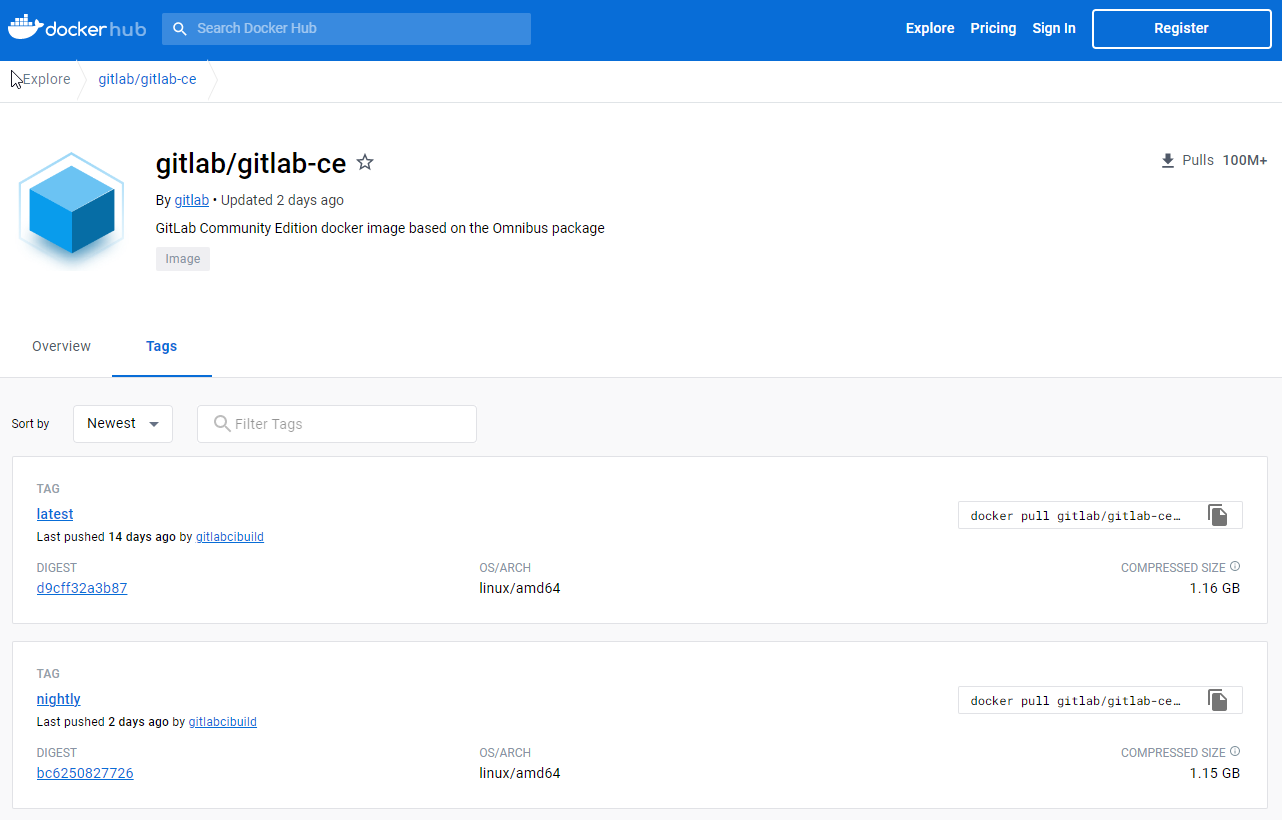 docker hub Search Docker Hub Explore Pricing Sign In Register
Explore gitlab/gitlab-ce
gitlab/gitlab-ce Pulls 100M+
By gitlab • Updated 2 days ago
GitLab Community Edition docker image based on the Omnibus package
Image
Overview Tags
Sort by Newest Filter Tags
TAG
latest docker pull gitlab/gitlab-ce…
Last pushed 14 days ago by gitlabcibuild
DIGEST OS/ARCH COMPRESSED SIZE
d9cff32a3b87 linux/amd64 1.16 GB
TAG
nightly docker pull gitlab/gitlab-ce…
Last pushed 2 days ago by gitlabcibuild
DIGEST OS/ARCH COMPRESSED SIZE
bc6250827726 linux/amd64 1.15 GB